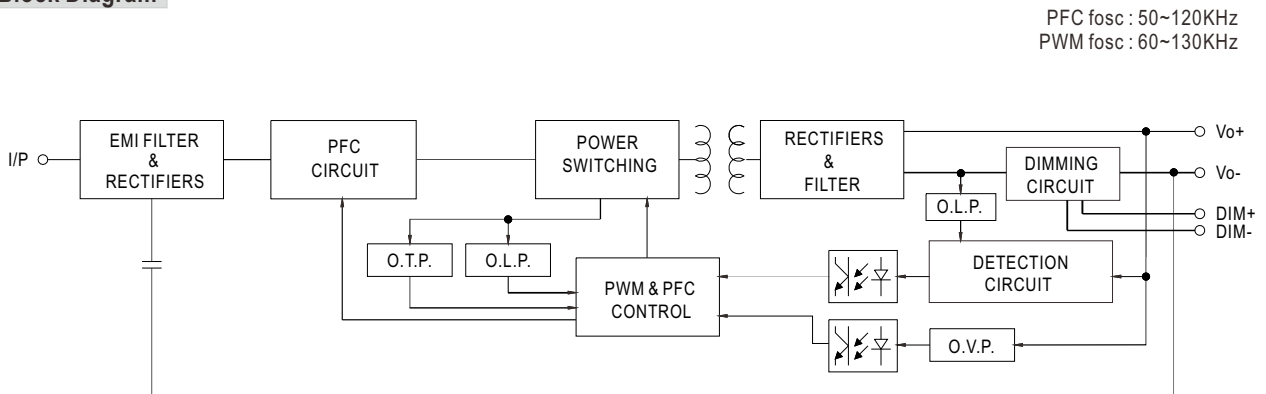 Block Diagram
PFC fosc : 50~120KHz
PWM fosc : 60~130KHz
I/P
EMI FILTER
&
RECTIFIERS
PFC
CIRCUIT
POWER
SWITCHING
RECTIFIERS
&
FILTER
DIMMING
CIRCUIT
Vo+
Vo-
DIM+
DIM-
O.L.P.
O.T.P.
O.L.P.
PWM & PFC
CONTROL
DETECTION
CIRCUIT
O.V.P.